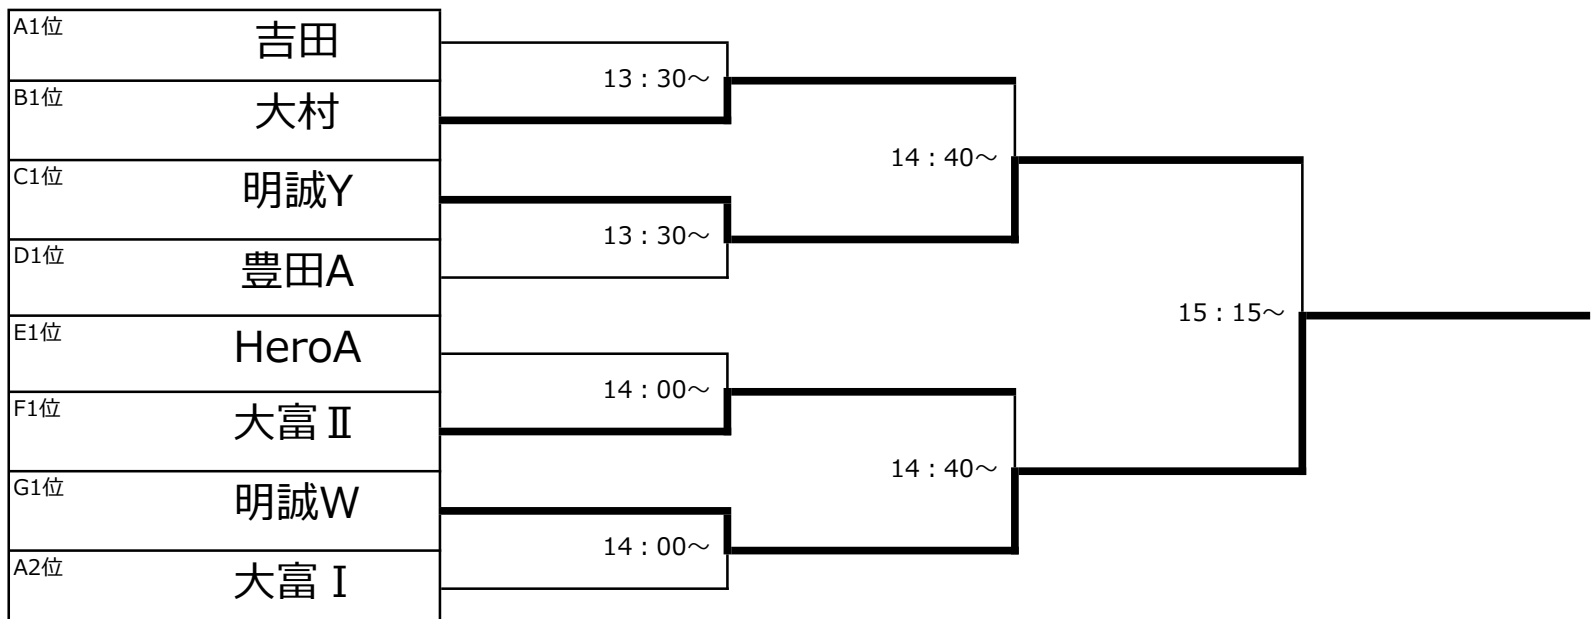 A1位
吉田
13：30～
B1位
大村
14：40～
C1位
明誠Y
13：30～
D1位
豊田A
15：15～
E1位
HeroA
14：00～
F1位
大富Ⅱ
14：40～
G1位
明誠W
14：00～
A2位
大富Ⅰ